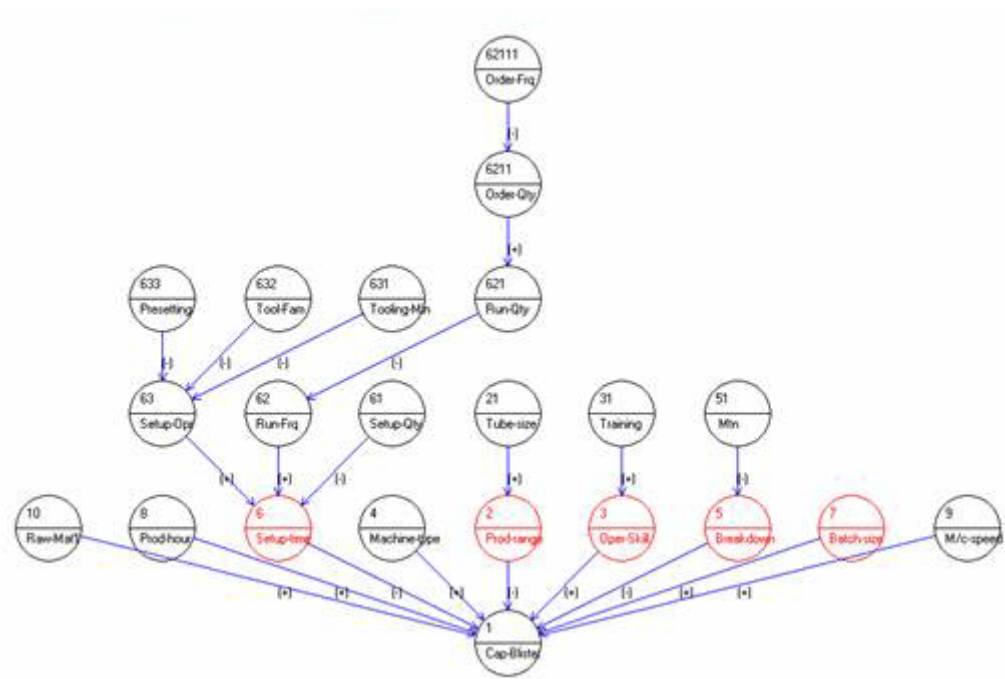 62111
Order-Frq
[-]
6211
Order-Qty
[+]
633
Presetting
632
Tool-Fam.
631
Tooling-Min
621
Run-Qty
[-]
[-]
[-]
[-]
63
Setup-Opr
62
Run-Frq
61
Setup-Qty
21
Tube-size
31
Training
51
Mtn
[+]
[+]
[-]
[+]
[+]
[-]
10
Raw-Mat'l
8
Prod-hour
6
Setup-time
4
Machine-type
2
Prod-range
3
Oper-Skill
5
Breakdown
7
Batch-size
9
M/c-speed
[+]
[+]
[-]
[+]
[-]
[+]
[-]
[+]
[+]
1
Cap-Blister